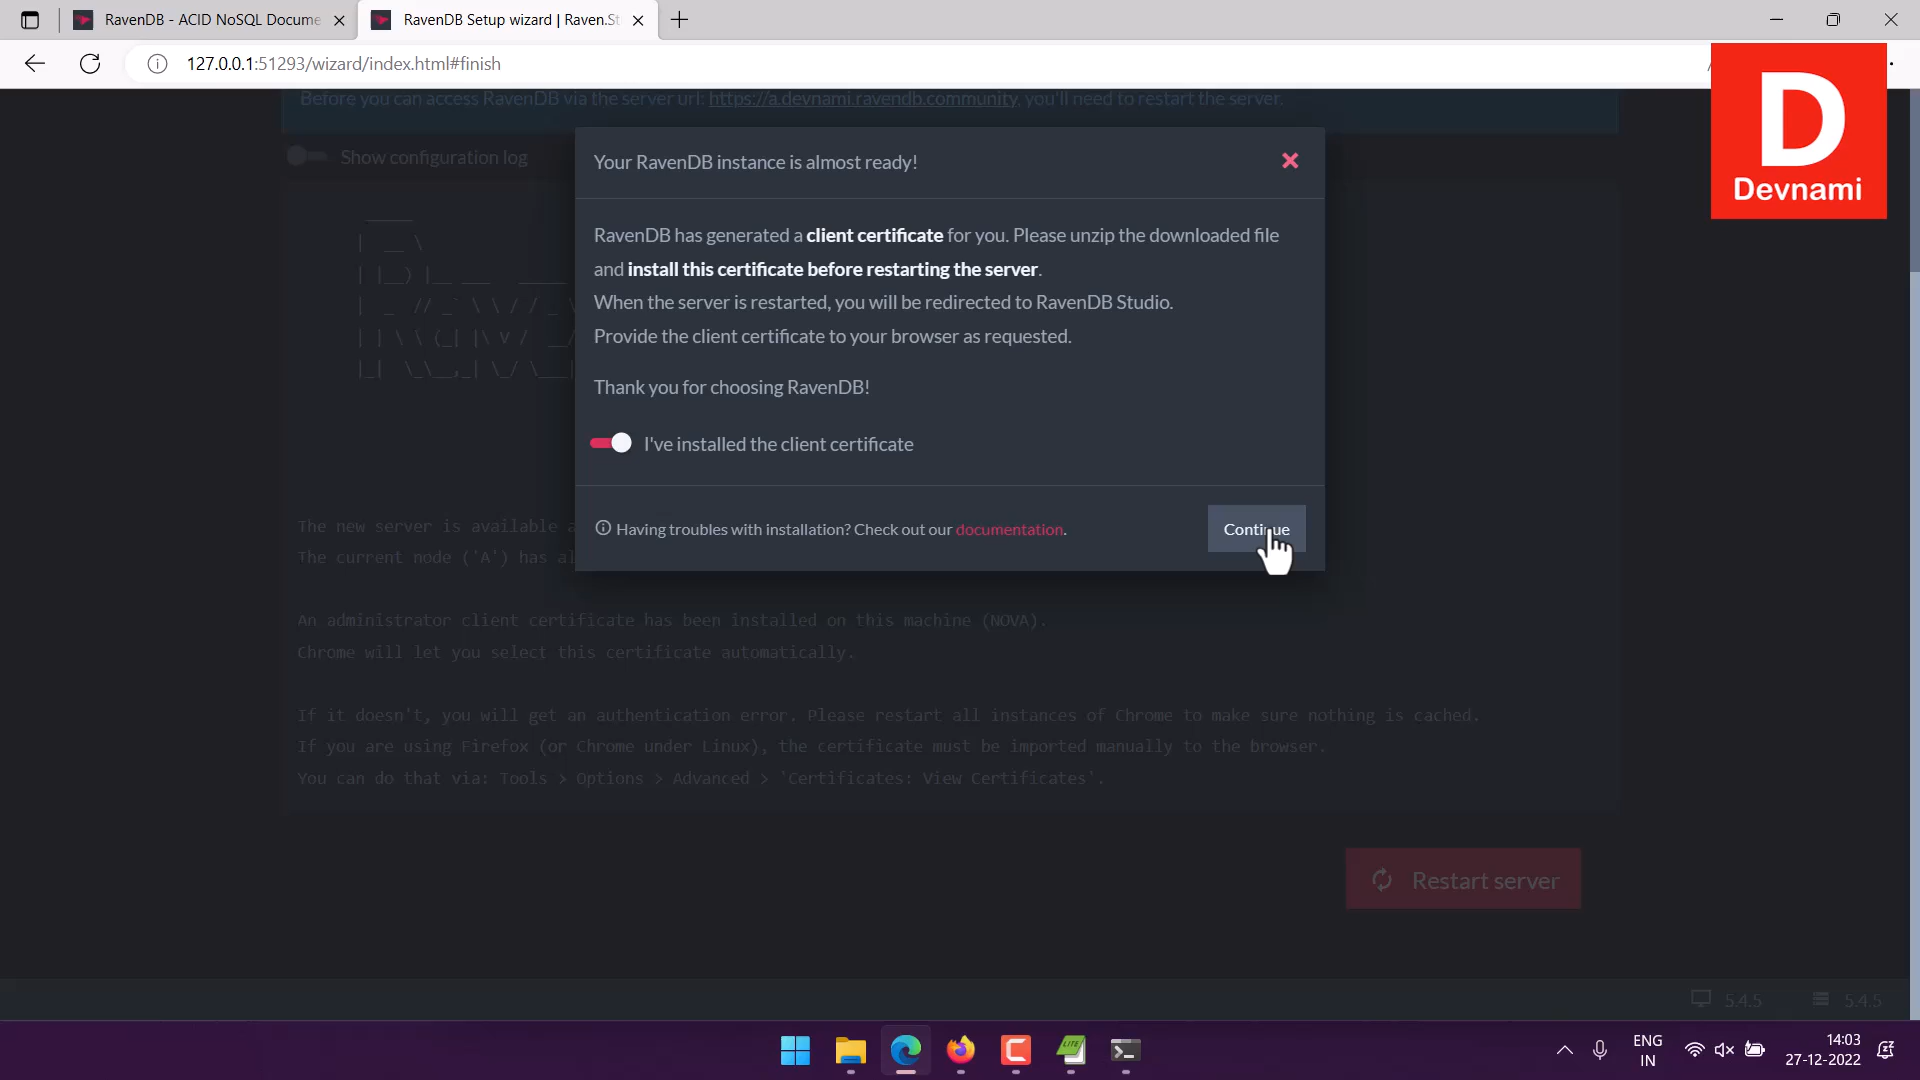 RavenDB - ACID NoSQL Docume
RavenDB Setup wizard | Raven.St
127.0.0.1:51293/wizard/index.html#finish
D
Devnami
Before you can access RavenDB via the server url: https://a.devnami.ravendb.community, you'll need to restart the server.
Show configuration log
Your RavenDB instance is almost ready!
RavenDB has generated a client certificate for you. Please unzip the downloaded file
and install this certificate before restarting the server.
When the server is restarted, you will be redirected to RavenDB Studio.
Provide the client certificate to your browser as requested.
Thank you for choosing RavenDB!
I've installed the client certificate
Having troubles with installation? Check out our documentation.
Continue
The new server is available a
The current node ('A') has al
An administrator client certificate has been installed on this machine (NOVA).
Chrome will let you select this certificate automatically.
If it doesn't, you will get an authentication error. Please restart all instances of Chrome to make sure nothing is cached.
If you are using Firefox (or Chrome under Linux), the certificate must be imported manually to the browser.
You can do that via: Tools > Options > Advanced > `Certificates: View Certificates`.
Restart server
5.4.5
5.4.5
LITE
ENG
IN
14:03
27-12-2022